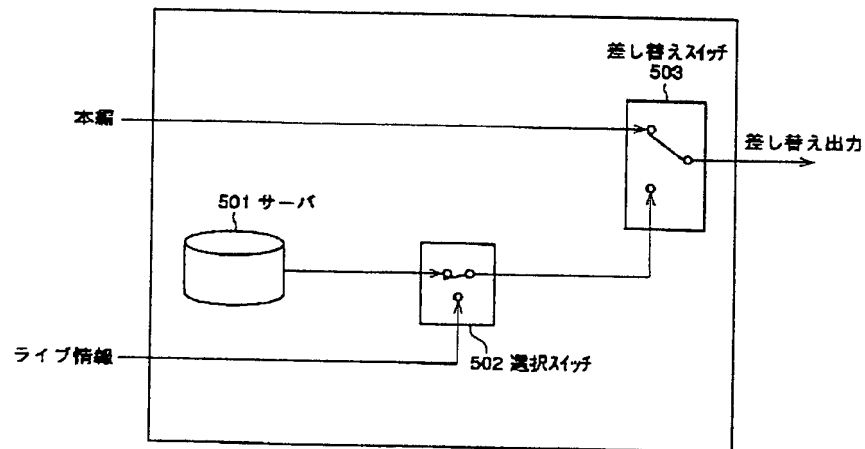 差し替えスイッチ
503
本編
差し替え出力
501 サーバ
ライブ情報
502 選択スイッチ